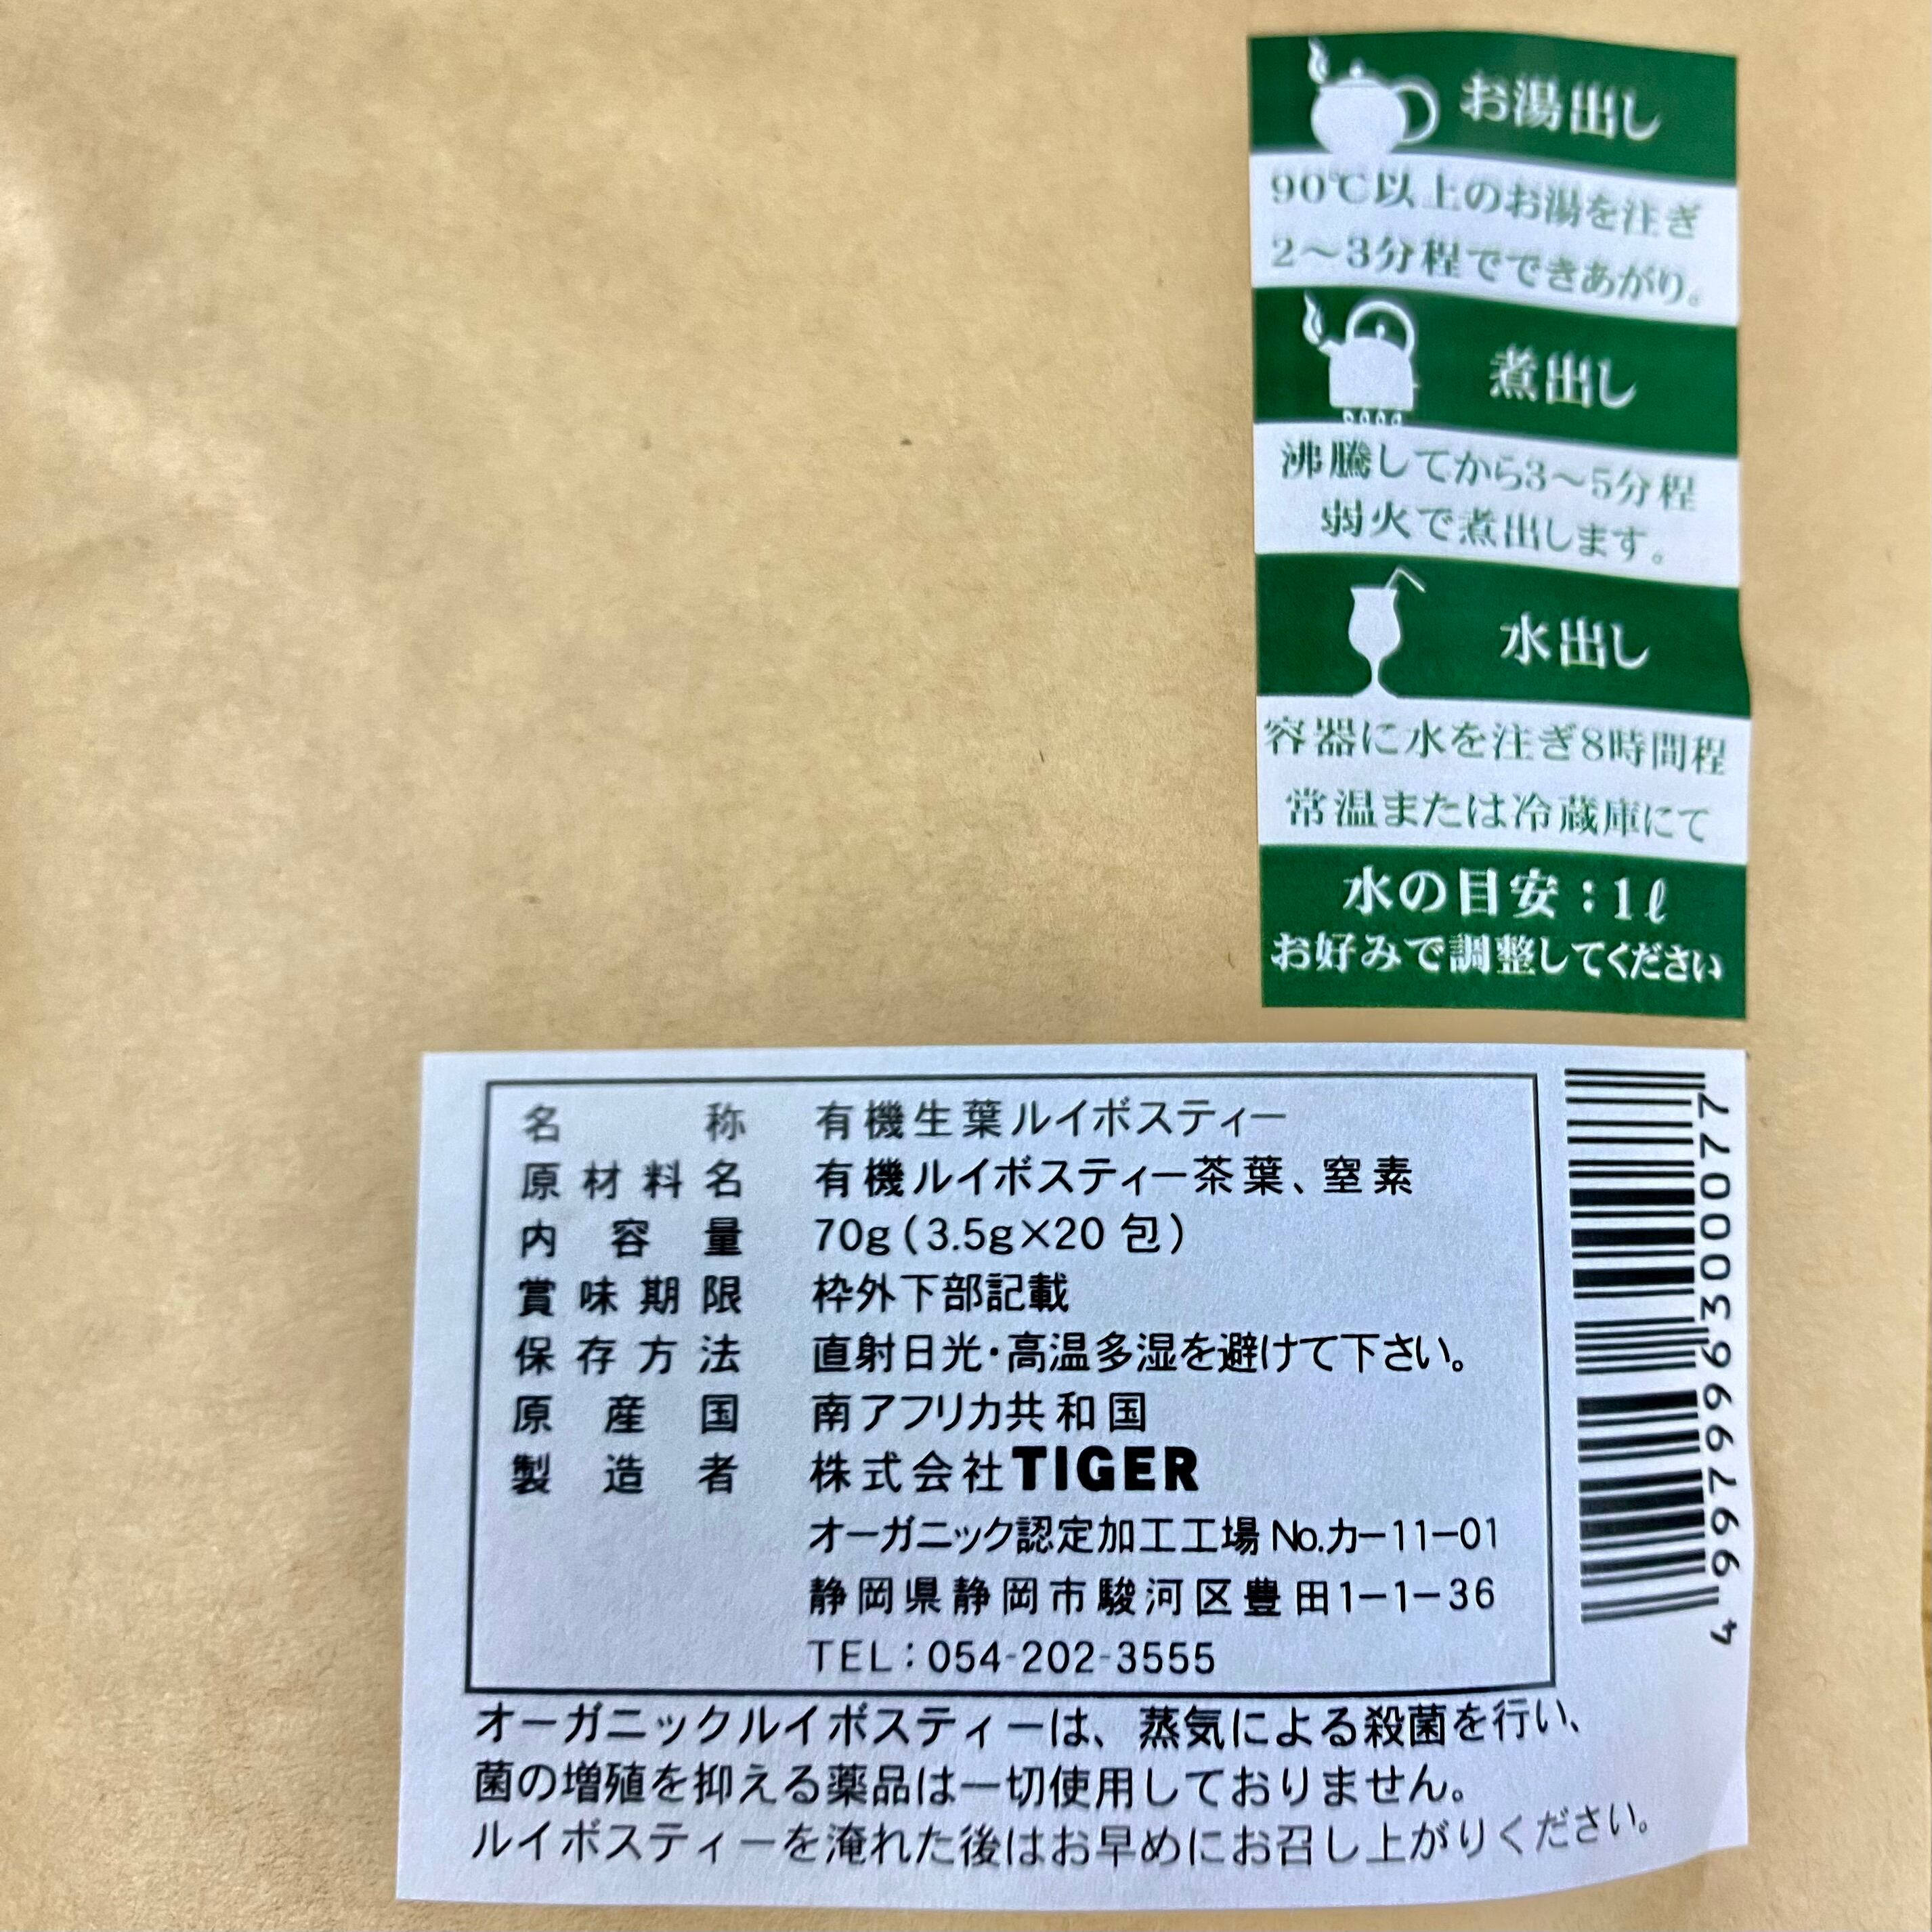 お湯出し
90℃以上のお湯を注ぎ
2〜3分程でできあがり。
煮出し
沸騰してから3〜5分程
弱火で煮出します。
水出し
容器に水を注ぎ8時間程
常温または冷蔵庫にて
水の目安：1ℓ
お好みで調整してください
名称 有機生葉ルイボスティー
原材料名 有機ルイボスティー茶葉、窒素
内容量 70g(3.5g×20包)
賞味期限 枠外下部記載
保存方法 直射日光・高温多湿を避けて下さい。
原産国 南アフリカ共和国
製造者 株式会社TIGER
オーガニック認定加工工場 No.カー11−01
静岡県静岡市駿河区豊田1−1−36
TEL：054-202-3555
オーガニックルイボスティーは、蒸気による殺菌を行い、
菌の増殖を抑える薬品は一切使用しておりません。
ルイボスティーを淹れた後はお早めにお召し上がりください。
7700396997994